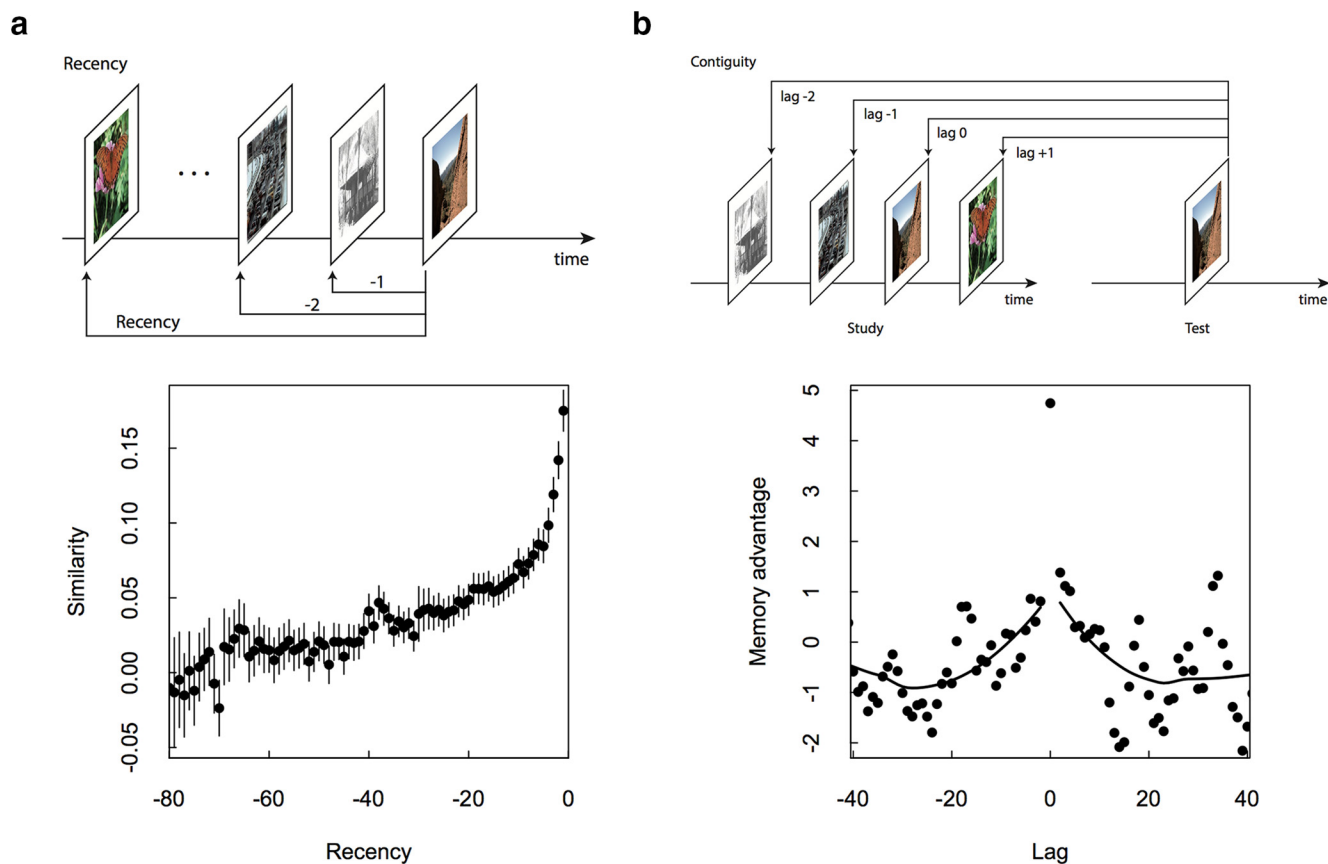 a
Recency
. . .
time
-1
-2
Recency
Similarity
0.15
0.10
0.05
0.00
-0.05
-80
-60
-40
-20
0
Recency
b
Contiguity
lag -2
lag -1
lag 0
lag +1
time
time
Study
Test
Memory advantage
5
4
3
2
1
0
-1
-2
-40
-20
0
20
40
Lag